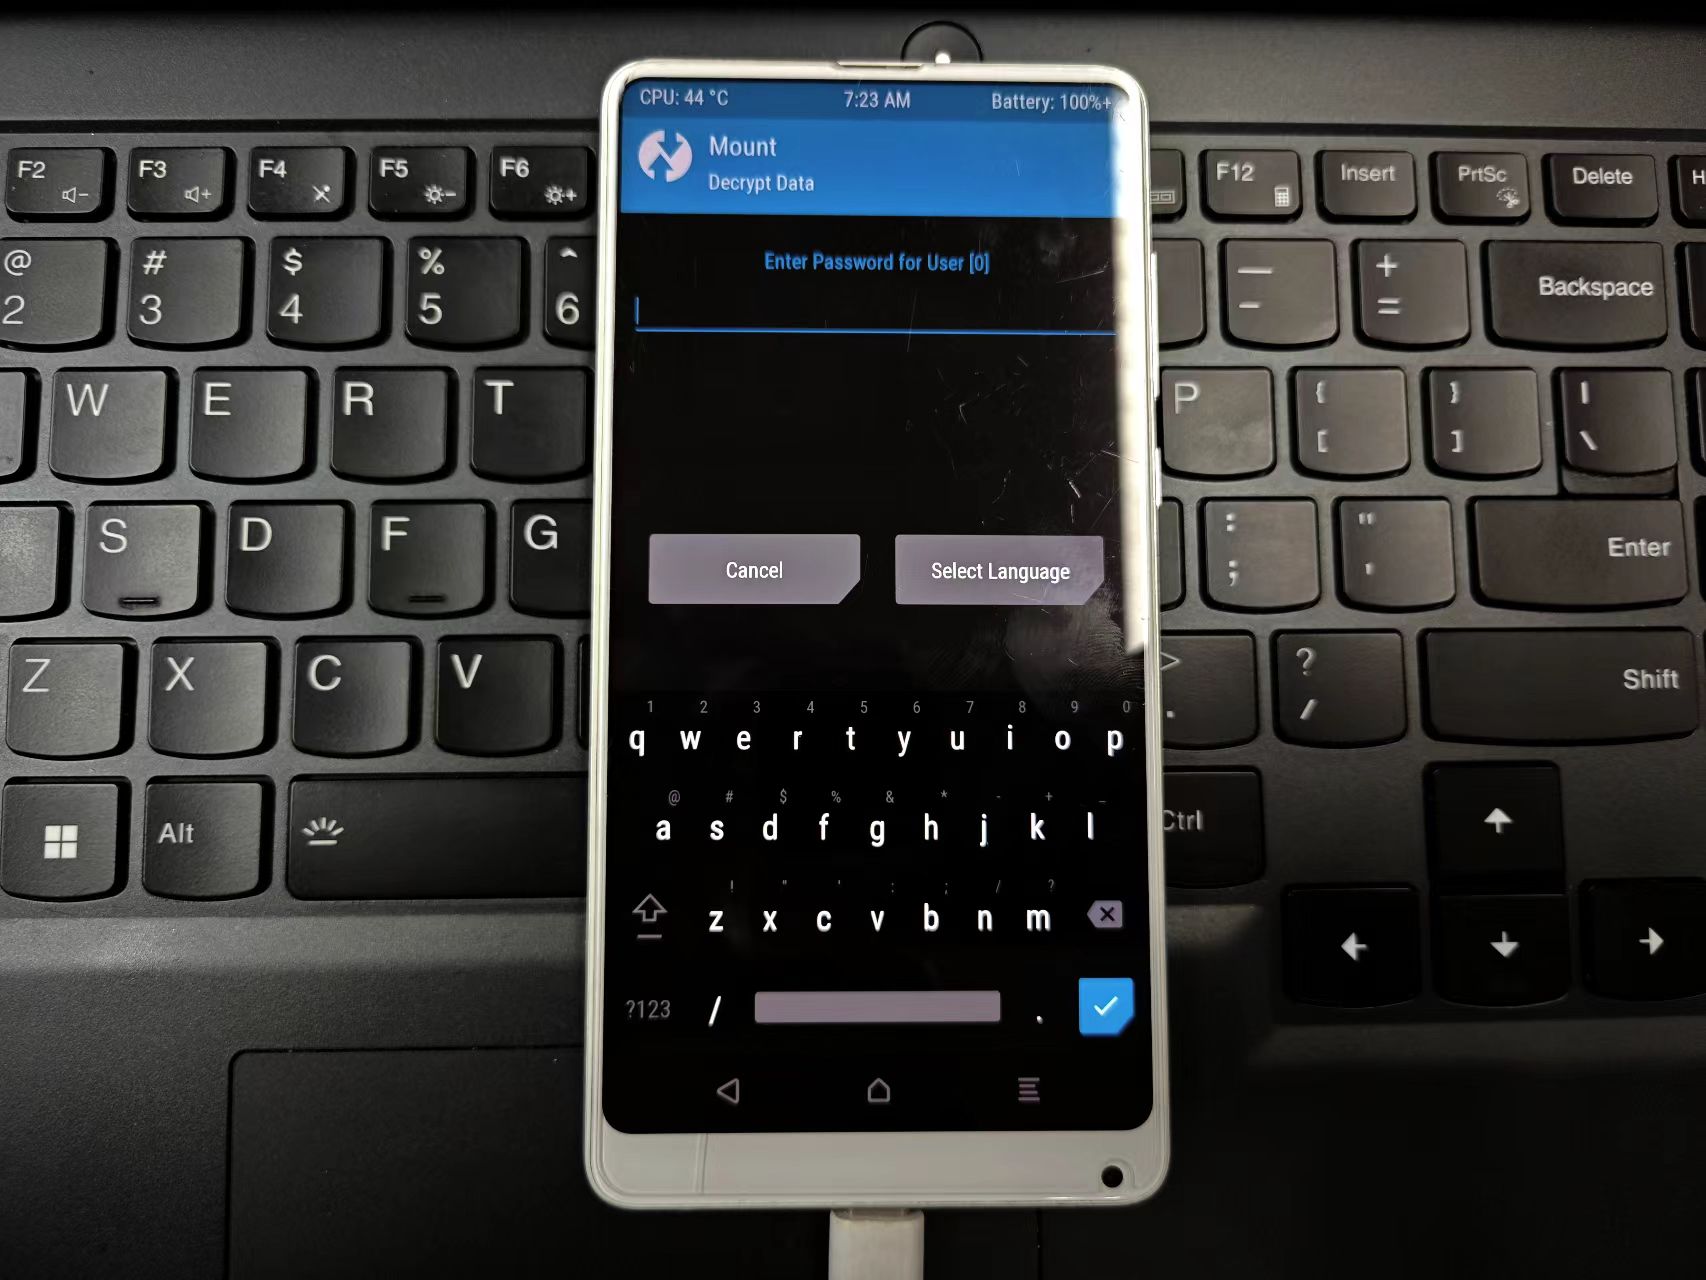 CPU: 44 °C 7:23 AM Battery: 100%+
Mount
Decrypt Data
Enter Password for User [0]
Cancel Select Language
1 2 3 4 5 6 7 8 9 0
q w e r t y u i o p
@ # $ % & * - + _
a s d f g h j k l
! " ' : ; / ?
z x c v b n m
?123 / .
F2 F3 F4 F5 F6 F12 Insert PrtSc Delete
@ # $ % ^ — +
2 3 4 5 6 - = Backspace
W E R T P { } |
[ ] \
S D F G : "
; ' Enter
Z X C V > ? Shift
. /
Alt Ctrl